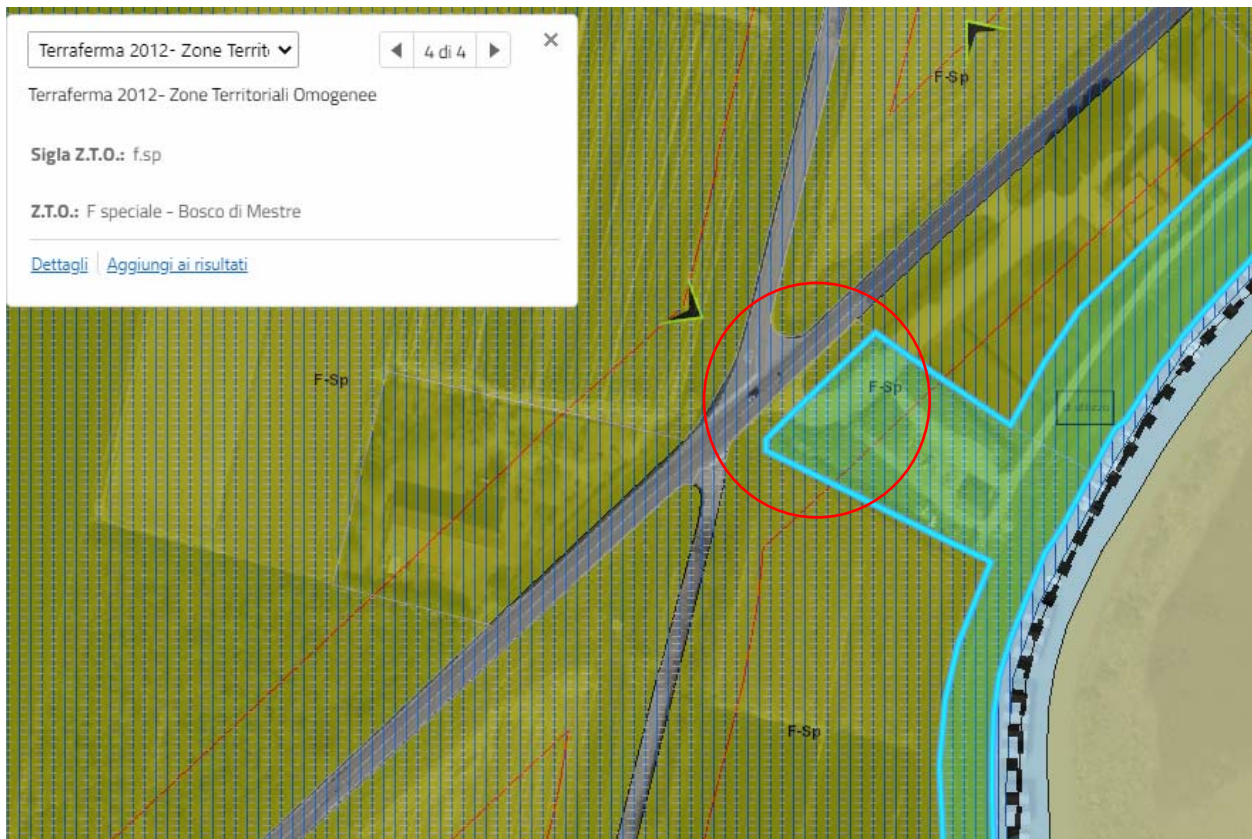 Terraferma 2012- Zone Territo
4 di 4
Terraferma 2012- Zone Territoriali Omogenee
Sigla Z.T.O.: f.sp
Z.T.O.: F speciale - Bosco di Mestre
Dettagli
Aggiungi ai risultati
F-Sp
F-Sp
F-Sp
F-Sp